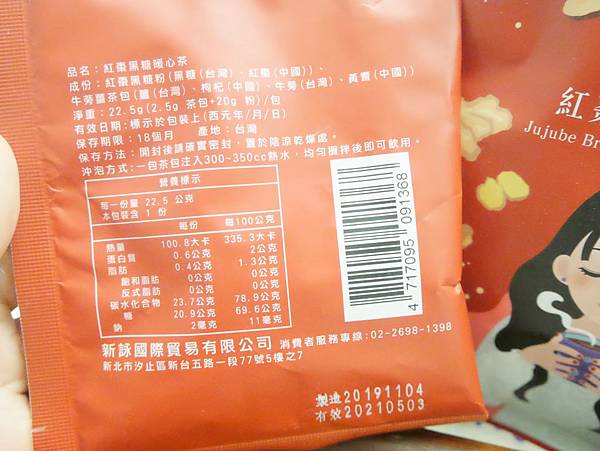 品名：紅棗黑糖暖心茶
成份：紅棗黑糖粉(黑糖(台灣)、紅棗(中國))、
牛蒡薑茶包(薑(台灣)、枸杞(中國)、牛蒡(台灣)、黃耆(中國))
淨重：22.5g(2.5g 茶包+20g 粉)/包
有效日期：標示於包裝上(西元年/月/日)
保存期限：18個月 產地：台灣
保存方法：開封後請確實密封，置於陰涼乾燥處。
沖泡方式：一包茶包注入300~350cc熱水，均勻攪拌後即可飲用。
營養標示
每一份量 22.5 公克
本包裝含 1 份
每份 每100公克
熱量 100.8大卡 335.3大卡
蛋白質 0.6公克 2公克
脂肪 0.4公克 1.3公克
飽和脂肪 0公克 0公克
反式脂肪 0公克 0公克
碳水化合物 23.7公克 78.9公克
糖 20.9公克 69.6公克
鈉 2毫克 11毫克
4 717095 091368
新詠國際貿易有限公司 消費者服務專線：02-2698-1398
新北市汐止區新台五路一段77號5樓之7
製造20191104
有效20210503
紅
Jujube Br